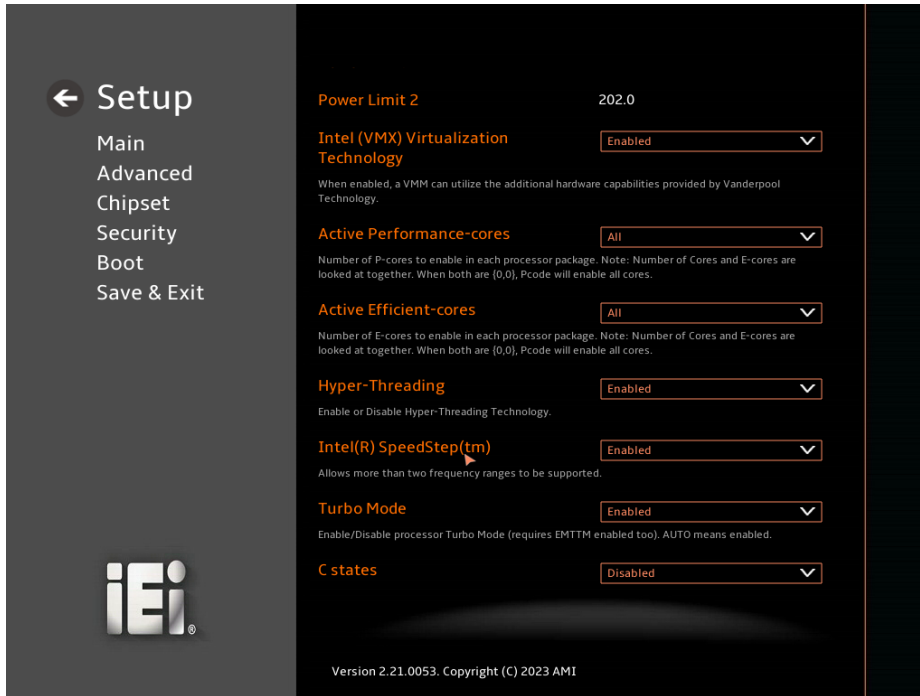 Setup
Main
Advanced
Chipset
Security
Boot
Save & Exit
Power Limit 2 202.0
Intel (VMX) Virtualization Enabled
Technology
When enabled, a VMM can utilize the additional hardware capabilities provided by Vanderpool
Technology.
Active Performance-cores All
Number of P-cores to enable in each processor package. Note: Number of Cores and E-cores are
looked at together. When both are {0,0}, Pcode will enable all cores.
Active Efficient-cores All
Number of E-cores to enable in each processor package. Note: Number of Cores and E-cores are
looked at together. When both are {0,0}, Pcode will enable all cores.
Hyper-Threading Enabled
Enable or Disable Hyper-Threading Technology.
Intel(R) SpeedStep(tm) Enabled
Allows more than two frequency ranges to be supported.
Turbo Mode Enabled
Enable/Disable processor Turbo Mode (requires EMTTM enabled too). AUTO means enabled.
C states Disabled
iEi®
Version 2.21.0053. Copyright (C) 2023 AMI